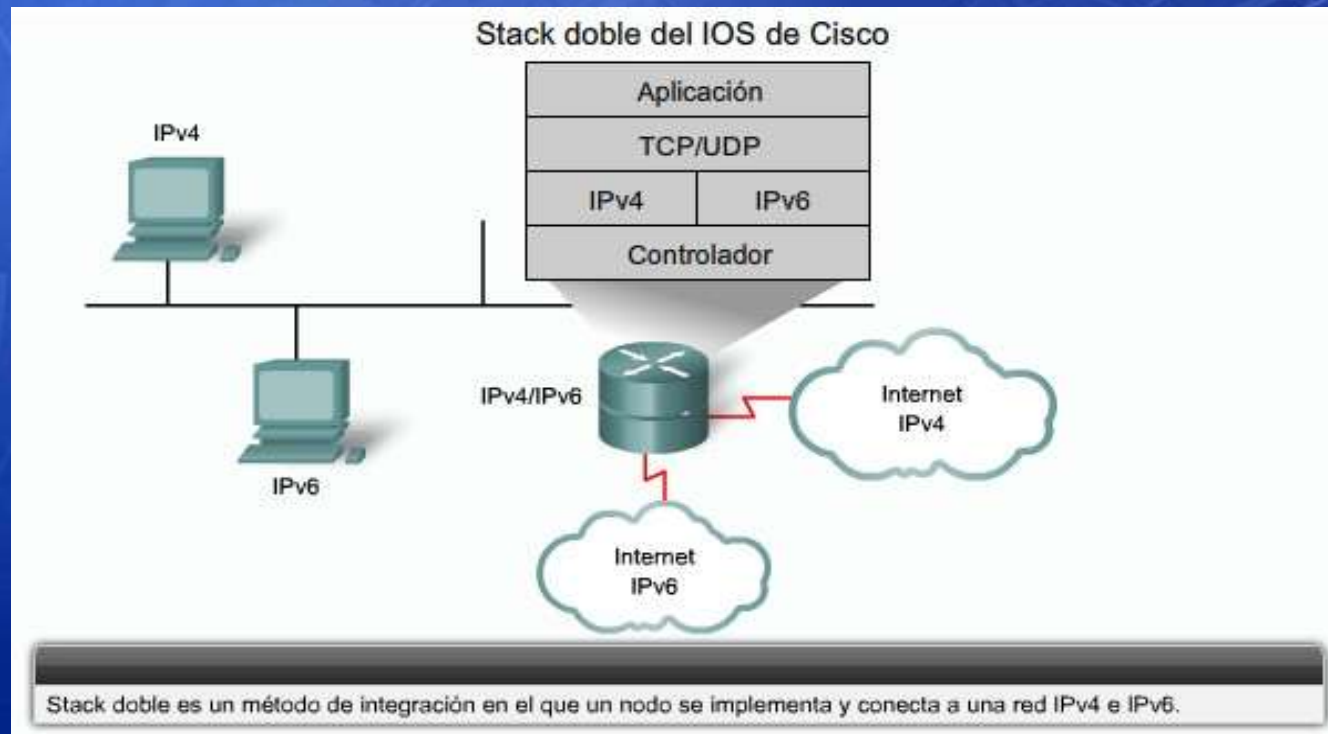 Stack doble del IOS de Cisco
Aplicación
TCP/UDP
IPv4
IPv6
Controlador
IPv4
IPv6
IPv4/IPv6
Internet
IPv4
Internet
IPv6
Stack doble es un método de integración en el que un nodo se implementa y conecta a una red IPv4 e IPv6.